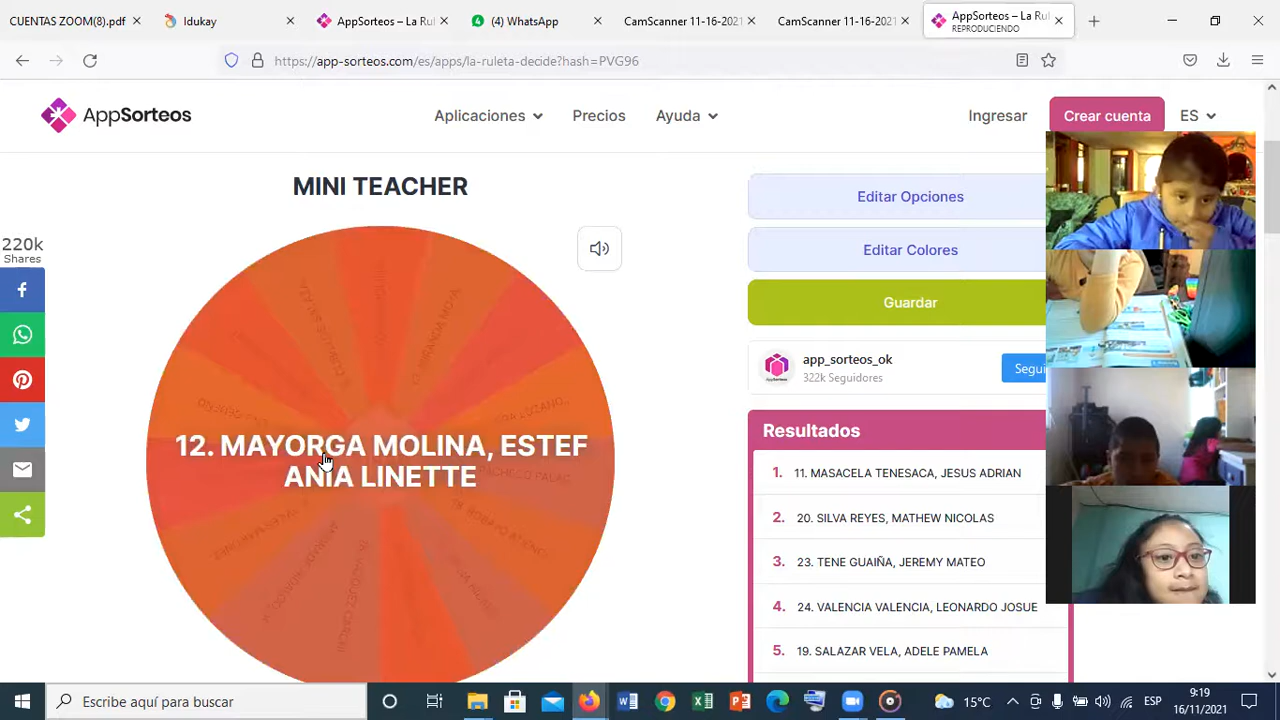 CUENTAS ZOOM(8).pdf
Idukay
AppSorteos – La Rul
(4) WhatsApp
CamScanner 11-16-2021
CamScanner 11-16-2021
AppSorteos – La Rul
REPRODUCIENDO
https://app-sorteos.com/es/apps/la-ruleta-decide?hash=PVG96
AppSorteos
Aplicaciones
Precios
Ayuda
Ingresar
Crear cuenta
ES
MINI TEACHER
220k
Shares
12. MAYORGA MOLINA, ESTEF
ANIA LINETTE
Editar Opciones
Editar Colores
Guardar
app_sorteos_ok
322k Seguidores
Segui
Resultados
1. 11. MASACELA TENESACA, JESUS ADRIAN
2. 20. SILVA REYES, MATHEW NICOLAS
3. 23. TENE GUAIÑA, JEREMY MATEO
4. 24. VALENCIA VALENCIA, LEONARDO JOSUE
5. 19. SALAZAR VELA, ADELE PAMELA
Escribe aquí para buscar
15°C
ESP
9:19
16/11/2021